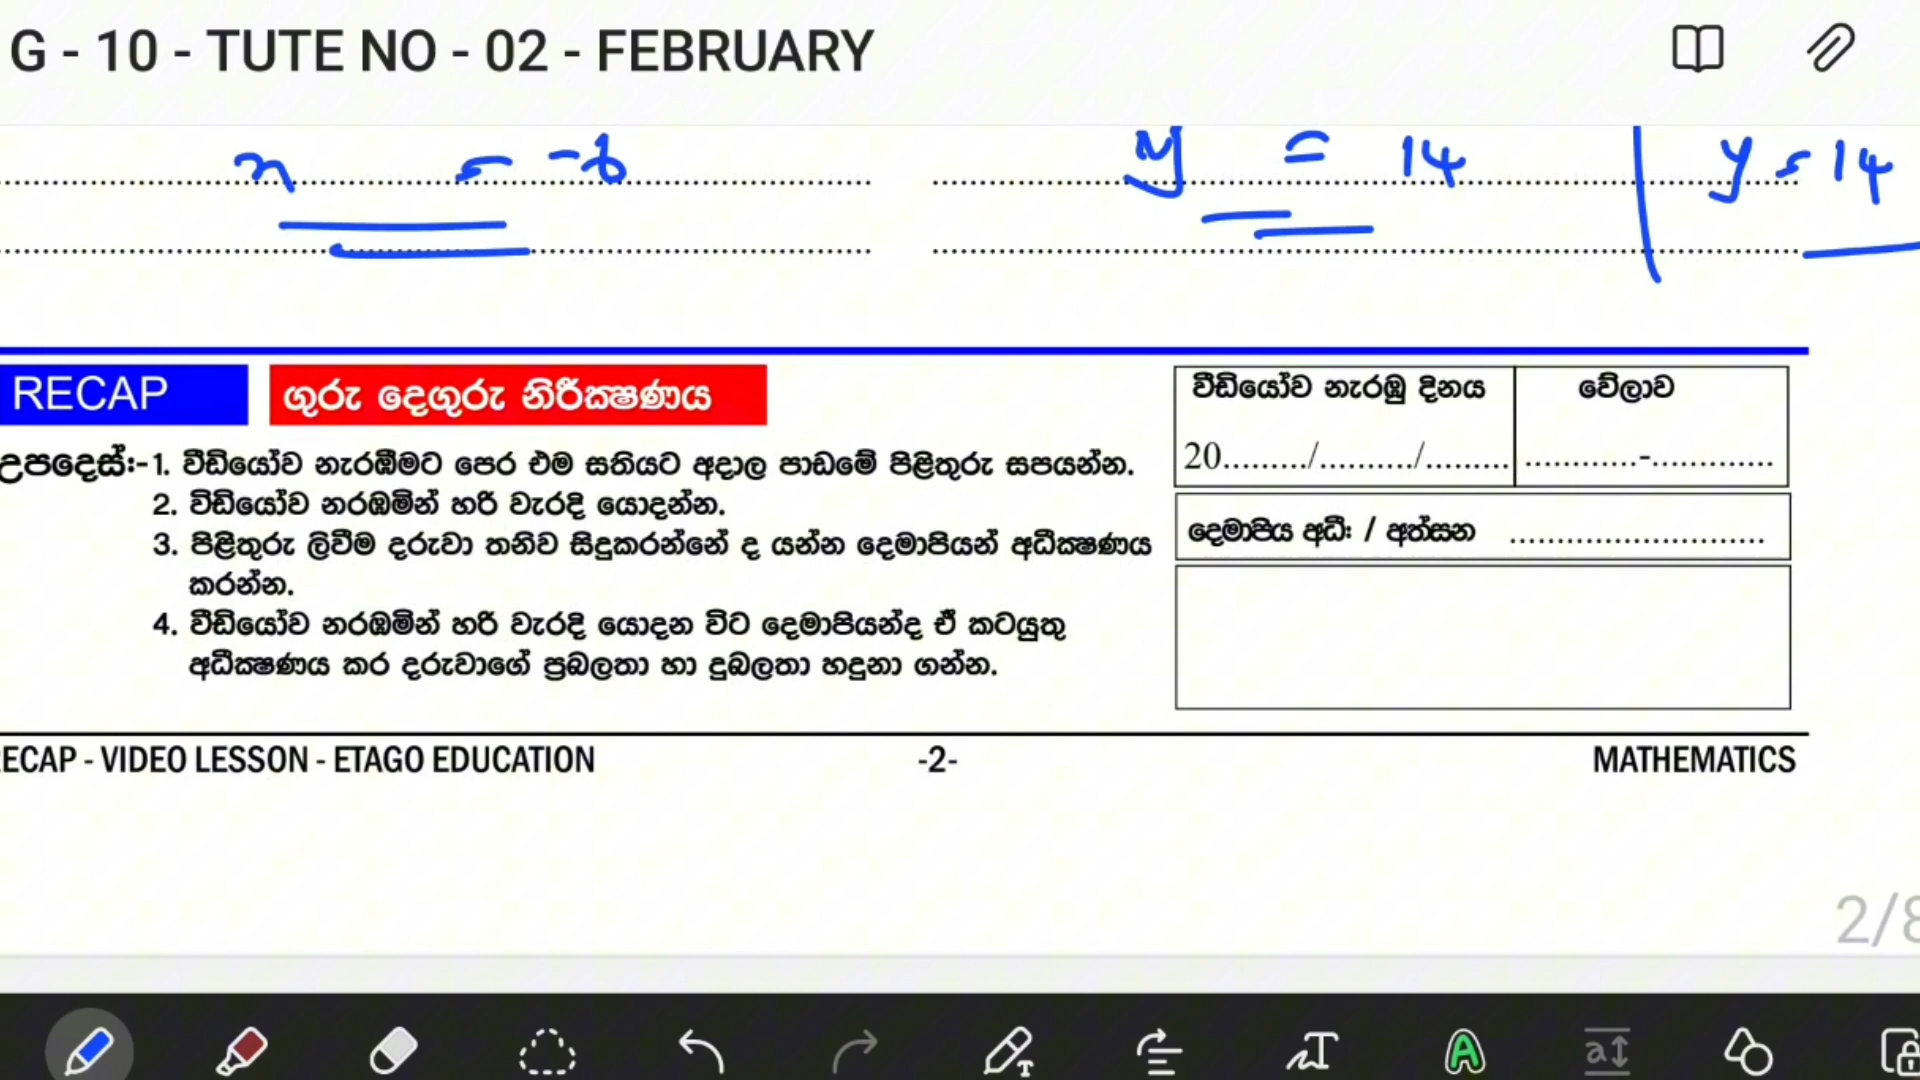 G - 10 - TUTE NO - 02 - FEBRUARY
x = -6
y = 14
y = 14
RECAP
ගුරු දෙගුරු නිරීක්ෂණය
වීඩියෝව නැරඹූ දිනය
වේලාව
20........./........../......... ............-.............
උපදෙස්:-1. වීඩියෝව නැරඹීමට පෙර එම සතියට අදාල පාඩමේ පිළිතුරු සපයන්න.
2. විඩියෝව නරඹමින් හරි වැරදි යොදන්න.
3. පිළිතුරු ලිවීම දරුවා තනිව සිදුකරන්නේ ද යන්න දෙමාපියන් අධීක්ෂණය
කරන්න.
4. වීඩියෝව නරඹමින් හරි වැරදි යොදන විට දෙමාපියන්ද ඒ කටයුතු
අධීක්ෂණය කර දරුවාගේ ප්‍රබලතා හා දුබලතා හදුනා ගන්න.
දෙමාපිය අධී: / අත්සන ..........................
ECAP - VIDEO LESSON - ETAGO EDUCATION
-2-
MATHEMATICS
2/8